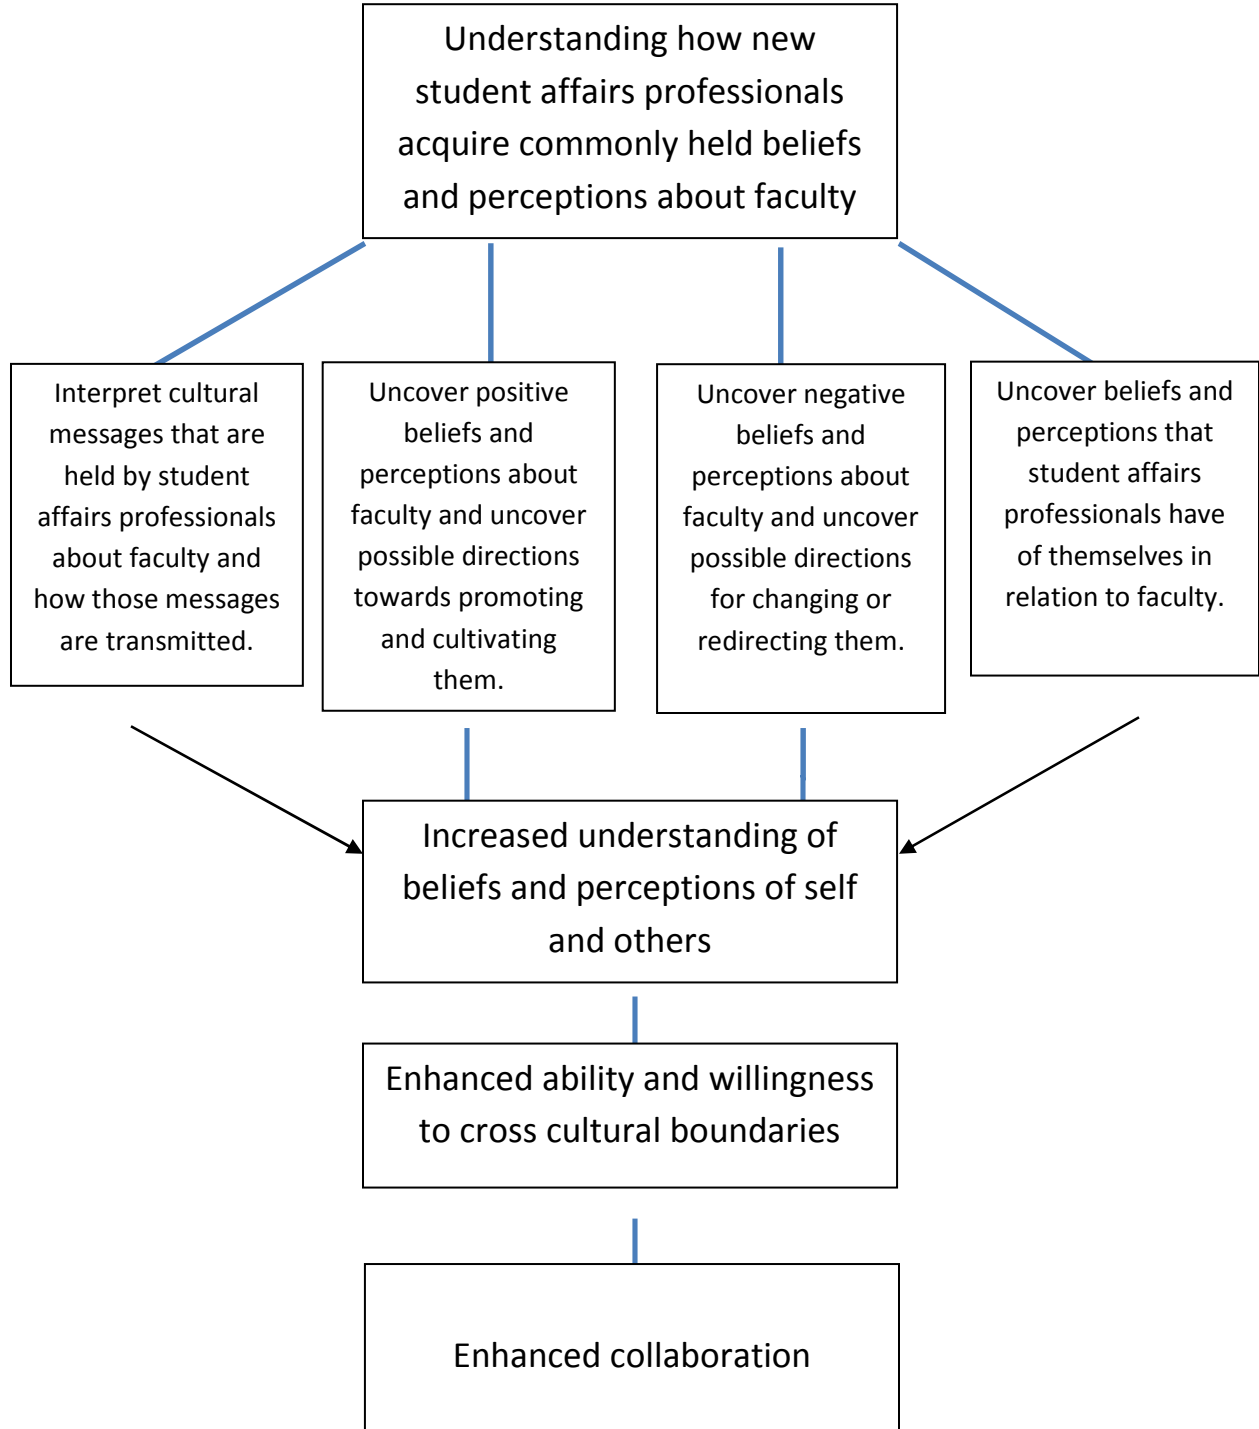 Understanding how new
student affairs professionals
acquire commonly held beliefs
and perceptions about faculty
Interpret cultural
messages that are
held by student
affairs professionals
about faculty and
how those messages
are transmitted.
Uncover positive
beliefs and
perceptions about
faculty and uncover
possible directions
towards promoting
and cultivating
them.
Uncover negative
beliefs and
perceptions about
faculty and uncover
possible directions
for changing or
redirecting them.
Uncover beliefs and
perceptions that
student affairs
professionals have
of themselves in
relation to faculty.
Increased understanding of
beliefs and perceptions of self
and others
Enhanced ability and willingness
to cross cultural boundaries
Enhanced collaboration